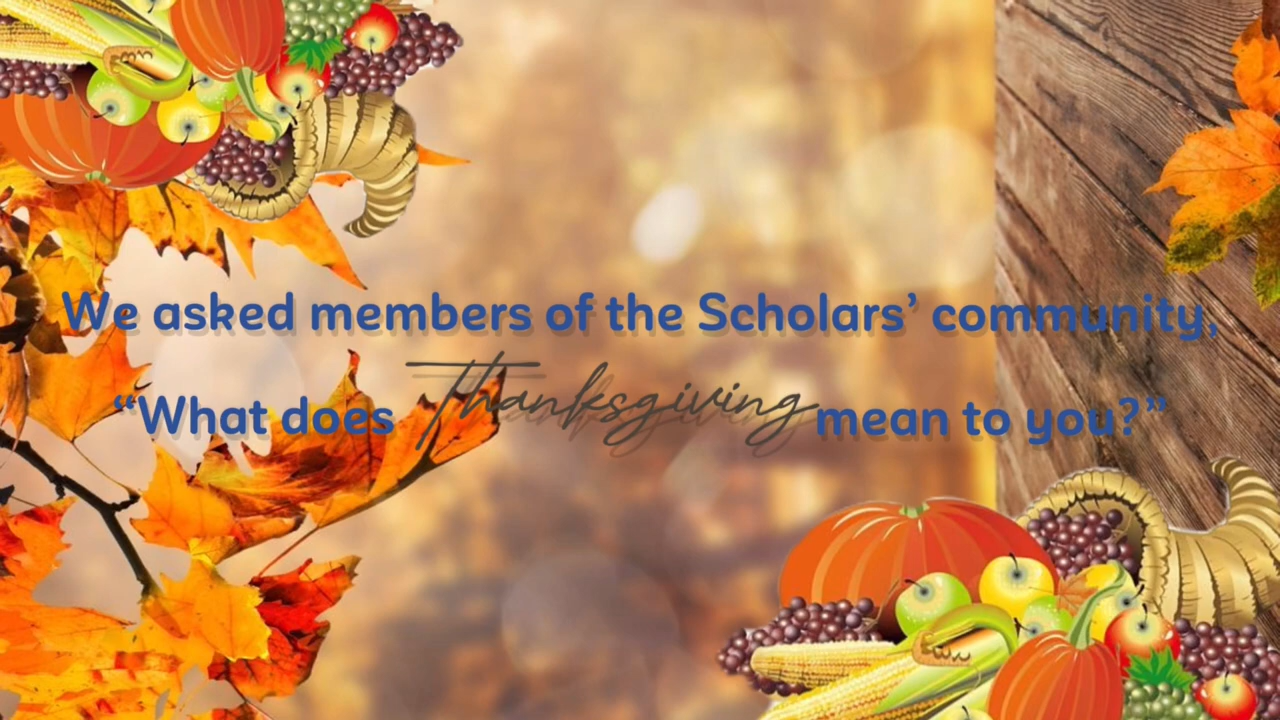 We asked members of the Scholars’ community,
“What does Thanksgiving mean to you?”